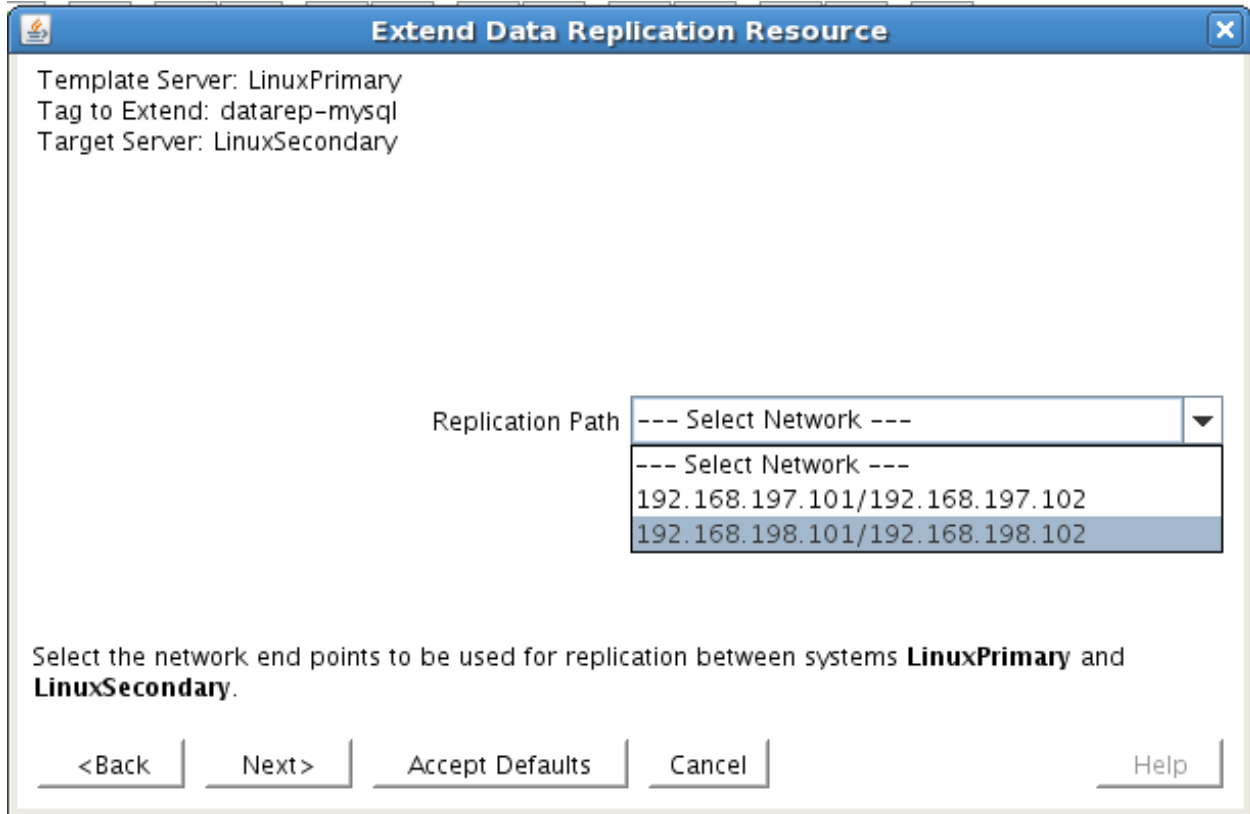 Extend Data Replication Resource
Template Server: LinuxPrimary
Tag to Extend: datarep-mysql
Target Server: LinuxSecondary
Replication Path --- Select Network ---
--- Select Network ---
192.168.197.101/192.168.197.102
192.168.198.101/192.168.198.102
Select the network end points to be used for replication between systems LinuxPrimary and
LinuxSecondary.
<Back Next> Accept Defaults Cancel Help